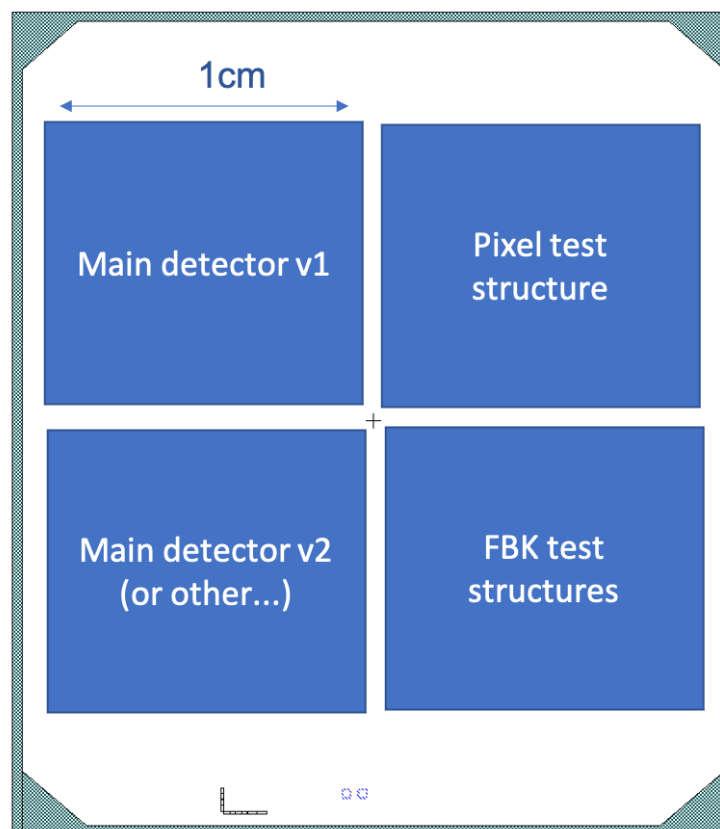 1cm
Main detector v1
Pixel test
structure
Main detector v2
(or other...)
FBK test
structures